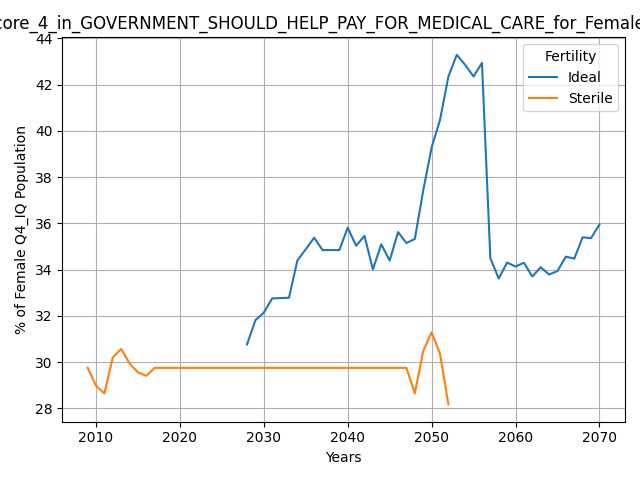 core_4_in_GOVERNMENT_SHOULD_HELP_PAY_FOR_MEDICAL_CARE_for_Female
Fertility
Ideal
Sterile
% of Female Q4_IQ Population
44
42
40
38
36
34
32
30
28
2010
2020
2030
2040
2050
2060
2070
Years